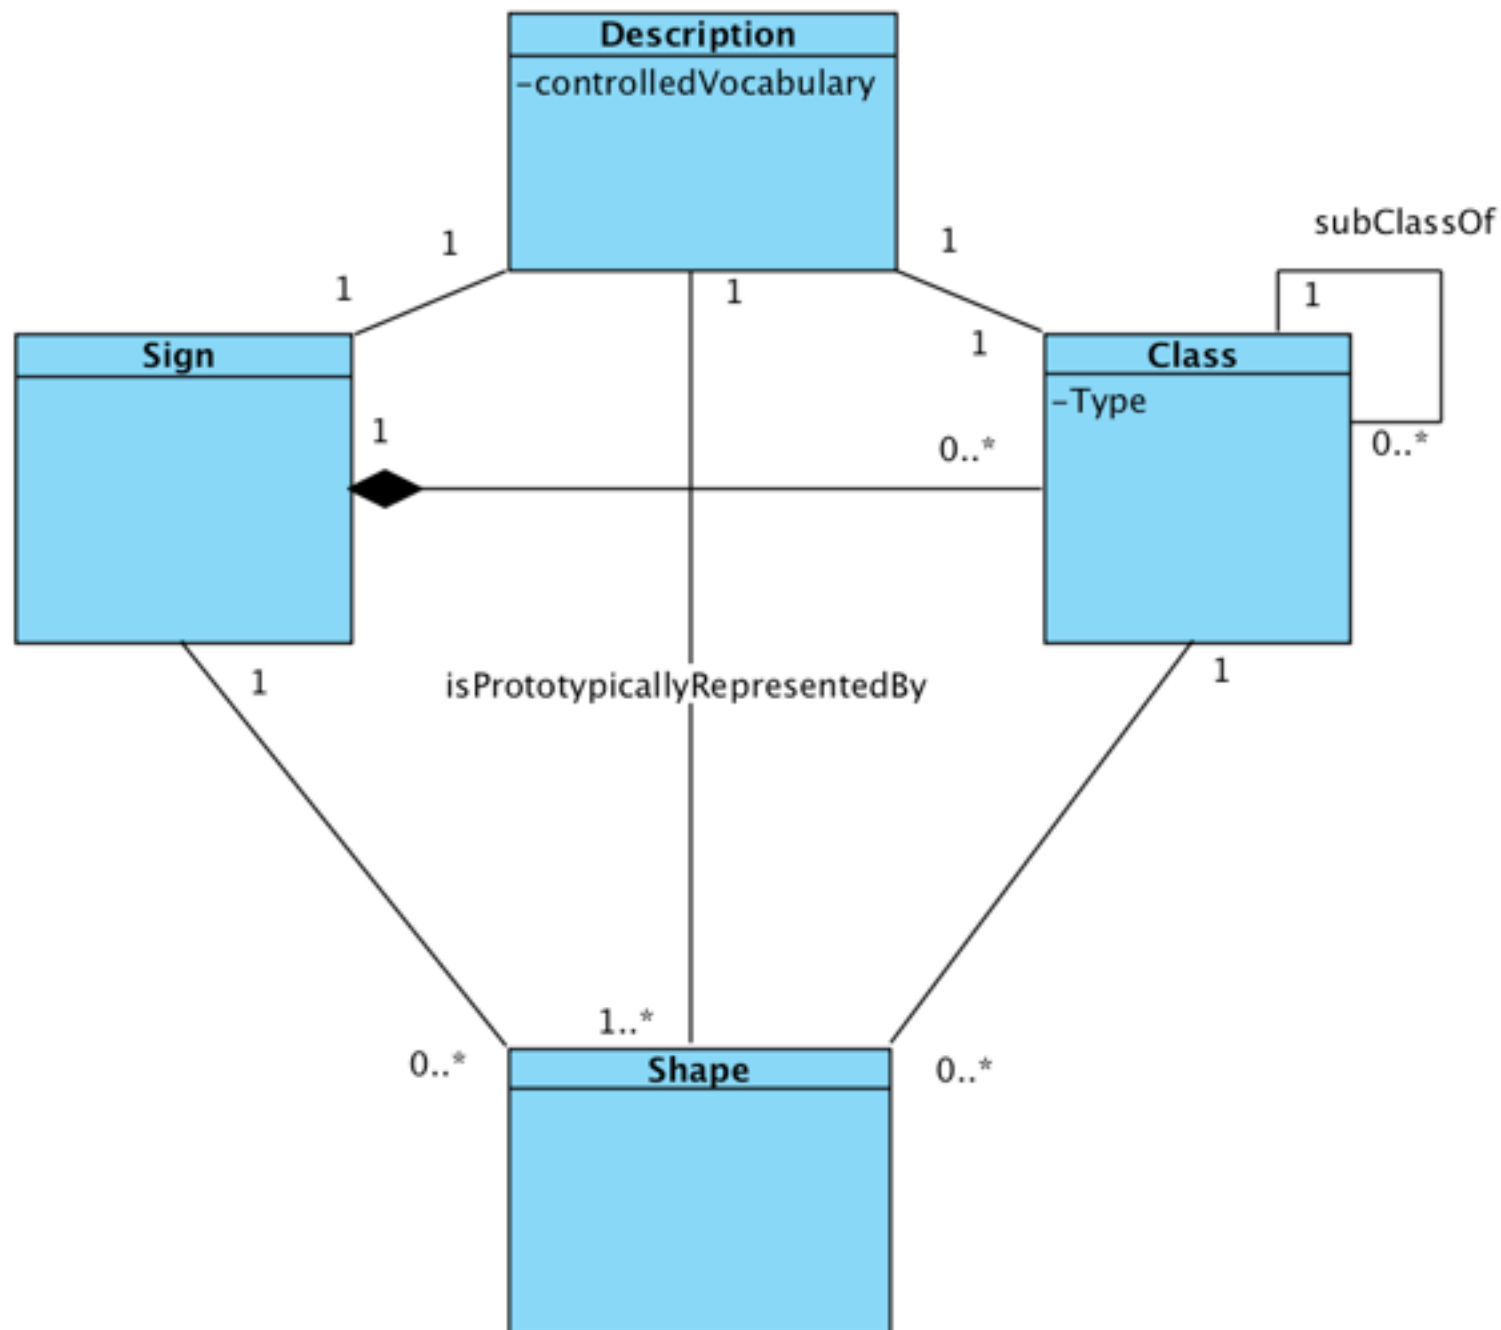 Description
-controlledVocabulary
subClassOf
1
1
1
1
1
1
Sign
Class
-Type
1
0..*
0..*
1
isPrototypicallyRepresentedBy
1
1..*
0..*
0..*
Shape